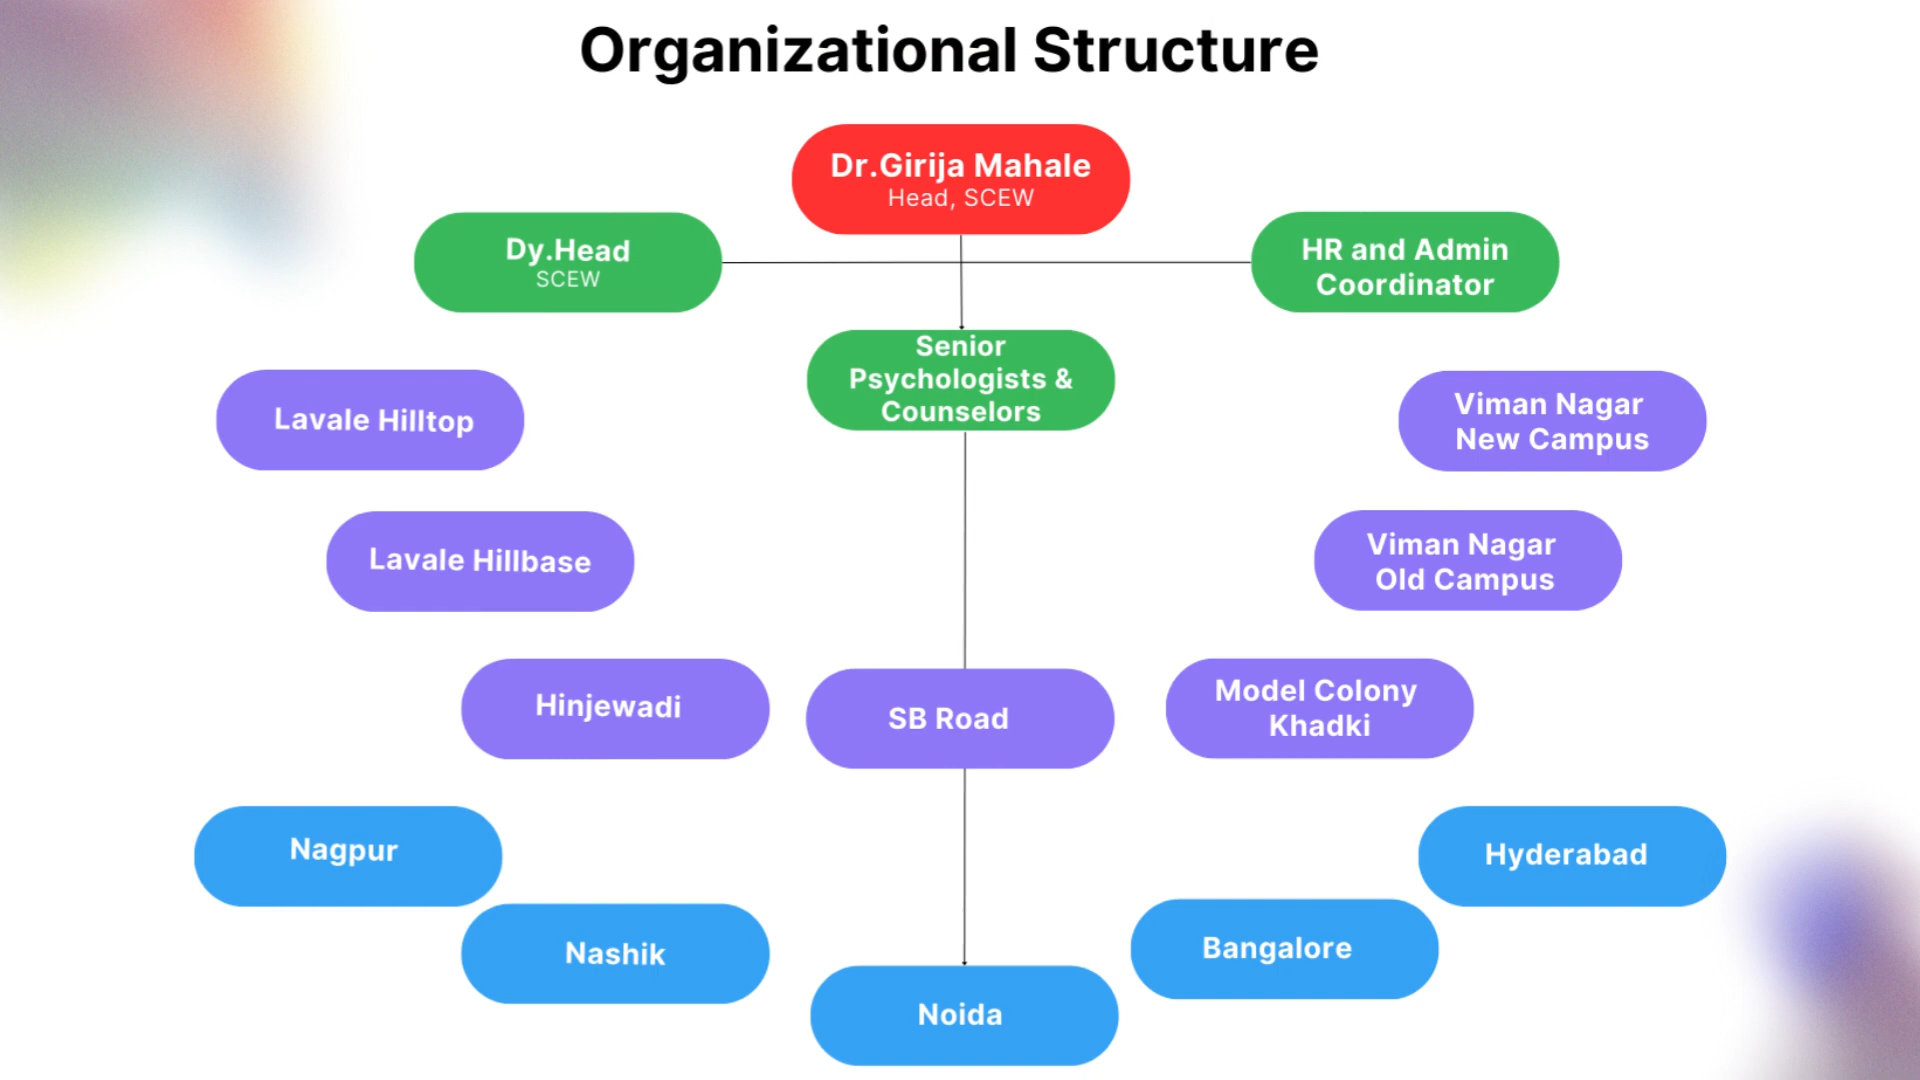 Organizational Structure
Dr.Girija Mahale
Head, SCEW
Dy.Head
SCEW
HR and Admin
Coordinator
Senior
Psychologists &
Counselors
Lavale Hilltop
Viman Nagar
New Campus
Lavale Hillbase
Viman Nagar
Old Campus
Hinjewadi
SB Road
Model Colony
Khadki
Nagpur
Hyderabad
Nashik
Bangalore
Noida